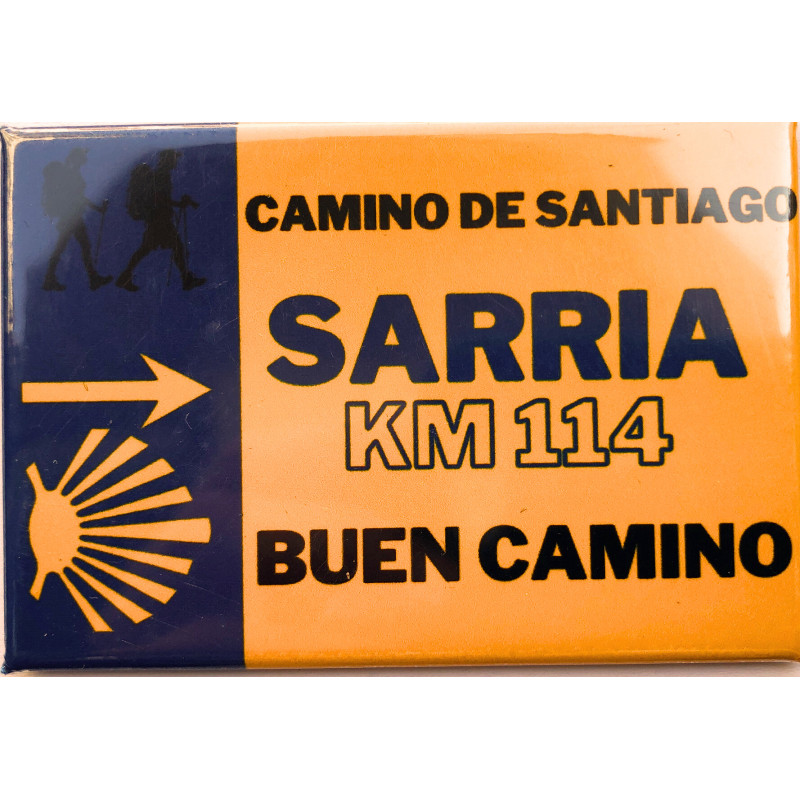 CAMINO DE SANTIAGO
SARRIA
KM 114
BUEN CAMINO